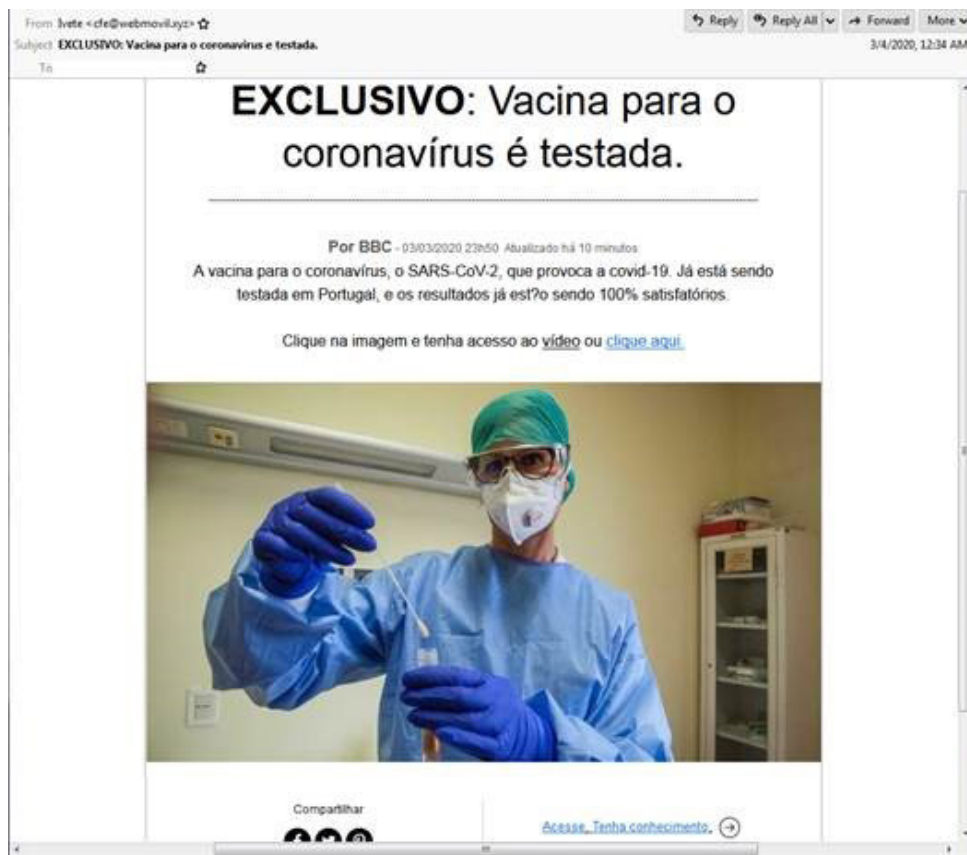 From Ivete <cfe@webmovil.xyz>
Reply Reply All Forward More
Subject EXCLUSIVO: Vacina para o coronavirus e testada.
3/4/2020, 12:34 AM
To
EXCLUSIVO: Vacina para o
coronavírus é testada.
Por BBC - 03/03/2020 23h50 Atualizado há 10 minutos
A vacina para o coronavírus, o SARS-CoV-2, que provoca a covid-19. Já está sendo
testada em Portugal, e os resultados já est?o sendo 100% satisfatórios.
Clique na imagem e tenha acesso ao vídeo ou clique aqui.
Compartilhar
Acesse, Tenha conhecimento.